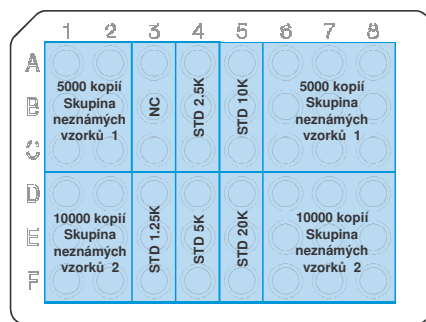 1 2 3 4 5 6 7 8
A
B
C
D
E
F
5000 kopií
Skupina
neznámých
vzorků 1
NC
STD 2.5K
STD 10K
5000 kopií
Skupina
neznámých
vzorků 1
10000 kopií
Skupina
neznámých
vzorků 2
STD 1.25K
STD 5K
STD 20K
10000 kopií
Skupina
neznámých
vzorků 2